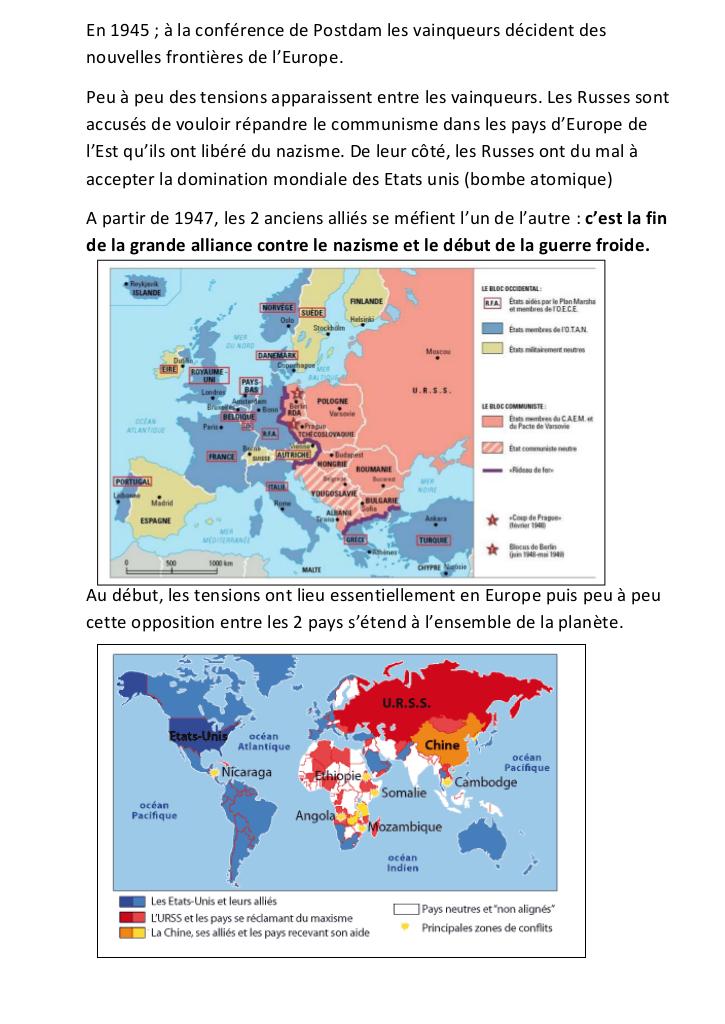 En 1945 ; à la conférence de Postdam les vainqueurs décident des
nouvelles frontières de l’Europe.
Peu à peu des tensions apparaissent entre les vainqueurs. Les Russes sont
accusés de vouloir répandre le communisme dans les pays d’Europe de
l’Est qu’ils ont libéré du nazisme. De leur côté, les Russes ont du mal à
accepter la domination mondiale des Etats unis (bombe atomique)
A partir de 1947, les 2 anciens alliés se méfient l’un de l’autre : c’est la fin
de la grande alliance contre le nazisme et le début de la guerre froide.
Reykjavik
ISLANDE
NORVÈGE
Oslo
SUÈDE
Stockholm
FINLANDE
Helsinki
MER
DU NORD
DANEMARK
Copenhague
MER
BALTIQUE
Moscou
U.R.S.S.
Dublin
EIRE
ROYAUME-
UNI
Londres
PAYS-
BAS
Amsterdam
Bruxelles
BELGIQUE
Bonn
R.F.A.
Berlin
RDA
POLOGNE
Varsovie
Prague
TCHÉCOSLOVAQUIE
OCÉAN
ATLANTIQUE
Paris
FRANCE
Berne
SUISSE
Vienne
AUTRICHE
Budapest
HONGRIE
ROUMANIE
Bucarest
Belgrade
YOUGOSLAVIE
BULGARIE
Sofia
ALBANIE
Tirana
MER
NOIRE
PORTUGAL
Lisbonne
Madrid
ESPAGNE
ITALIE
Rome
MER
MÉDITERRANÉE
GRÈCE
Athènes
Ankara
TURQUIE
CHYPRE
Nicosie
MALTE
0 500 1000 km
LE BLOC OCCIDENTAL :
R.F.A.
États aidés par le Plan Marsha
et membres de l’O.E.C.E.
États membres de l’O.T.A.N.
États militairement neutres
LE BLOC COMMUNISTE :
États membres du C.A.E.M. et
du Pacte de Varsovie
État communiste neutre
«Rideau de fer»
«Coup de Prague»
(février 1948)
Blocus de Berlin
(juin 1948-mai 1949)
Au début, les tensions ont lieu essentiellement en Europe puis peu à peu
cette opposition entre les 2 pays s’étend à l’ensemble de la planète.
U.R.S.S.
Etats-Unis
océan
Atlantique
Chine
océan
Pacifique
Nicaraga
Ethiopie
Somalie
Cambodge
océan
Pacifique
Angola
Mozambique
océan
Indien
Les Etats-Unis et leurs alliés
L’URSS et les pays se réclamant du maxisme
La Chine, ses alliés et les pays recevant son aide
Pays neutres et “non alignés”
Principales zones de conflits